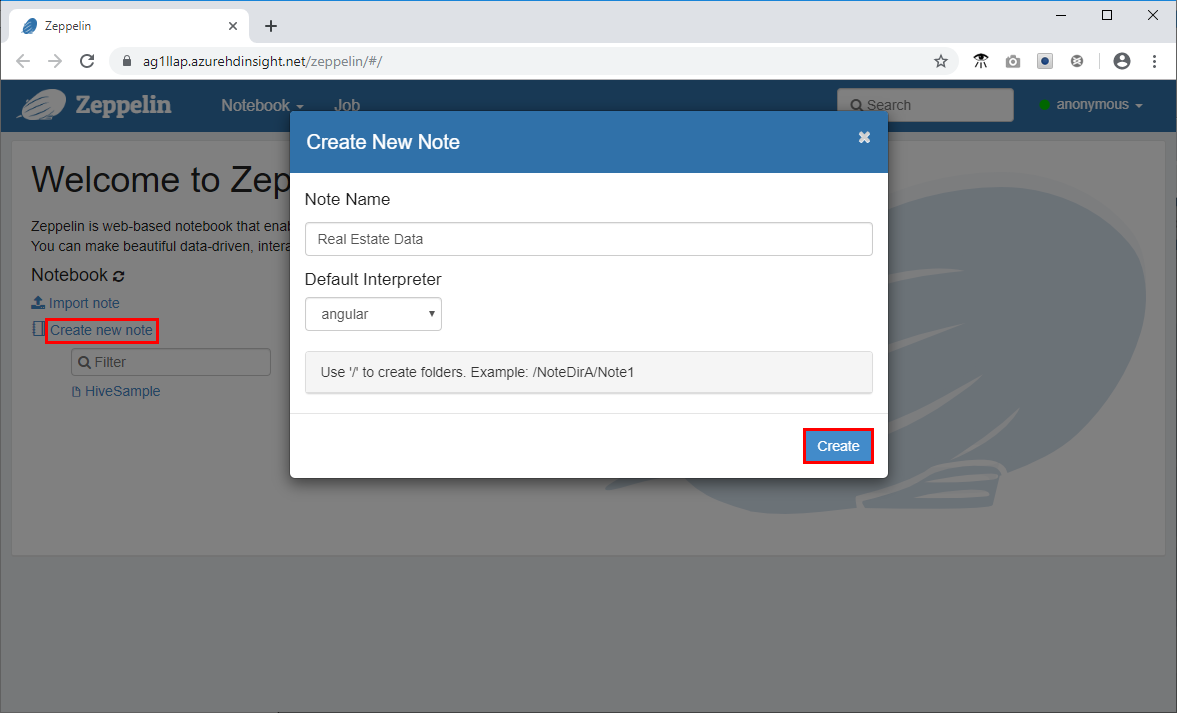 Zeppelin
ag1llap.azurehdinsight.net/zeppelin/#/
Zeppelin Notebook Job Search anonymous
Create New Note
Welcome to Zep
Note Name
Zeppelin is web-based notebook that enab
Real Estate Data
You can make beautiful data-driven, intera
Notebook
Default Interpreter
Import note
angular
Create new note
Filter
Use '/' to create folders. Example: /NoteDirA/Note1
HiveSample
Create